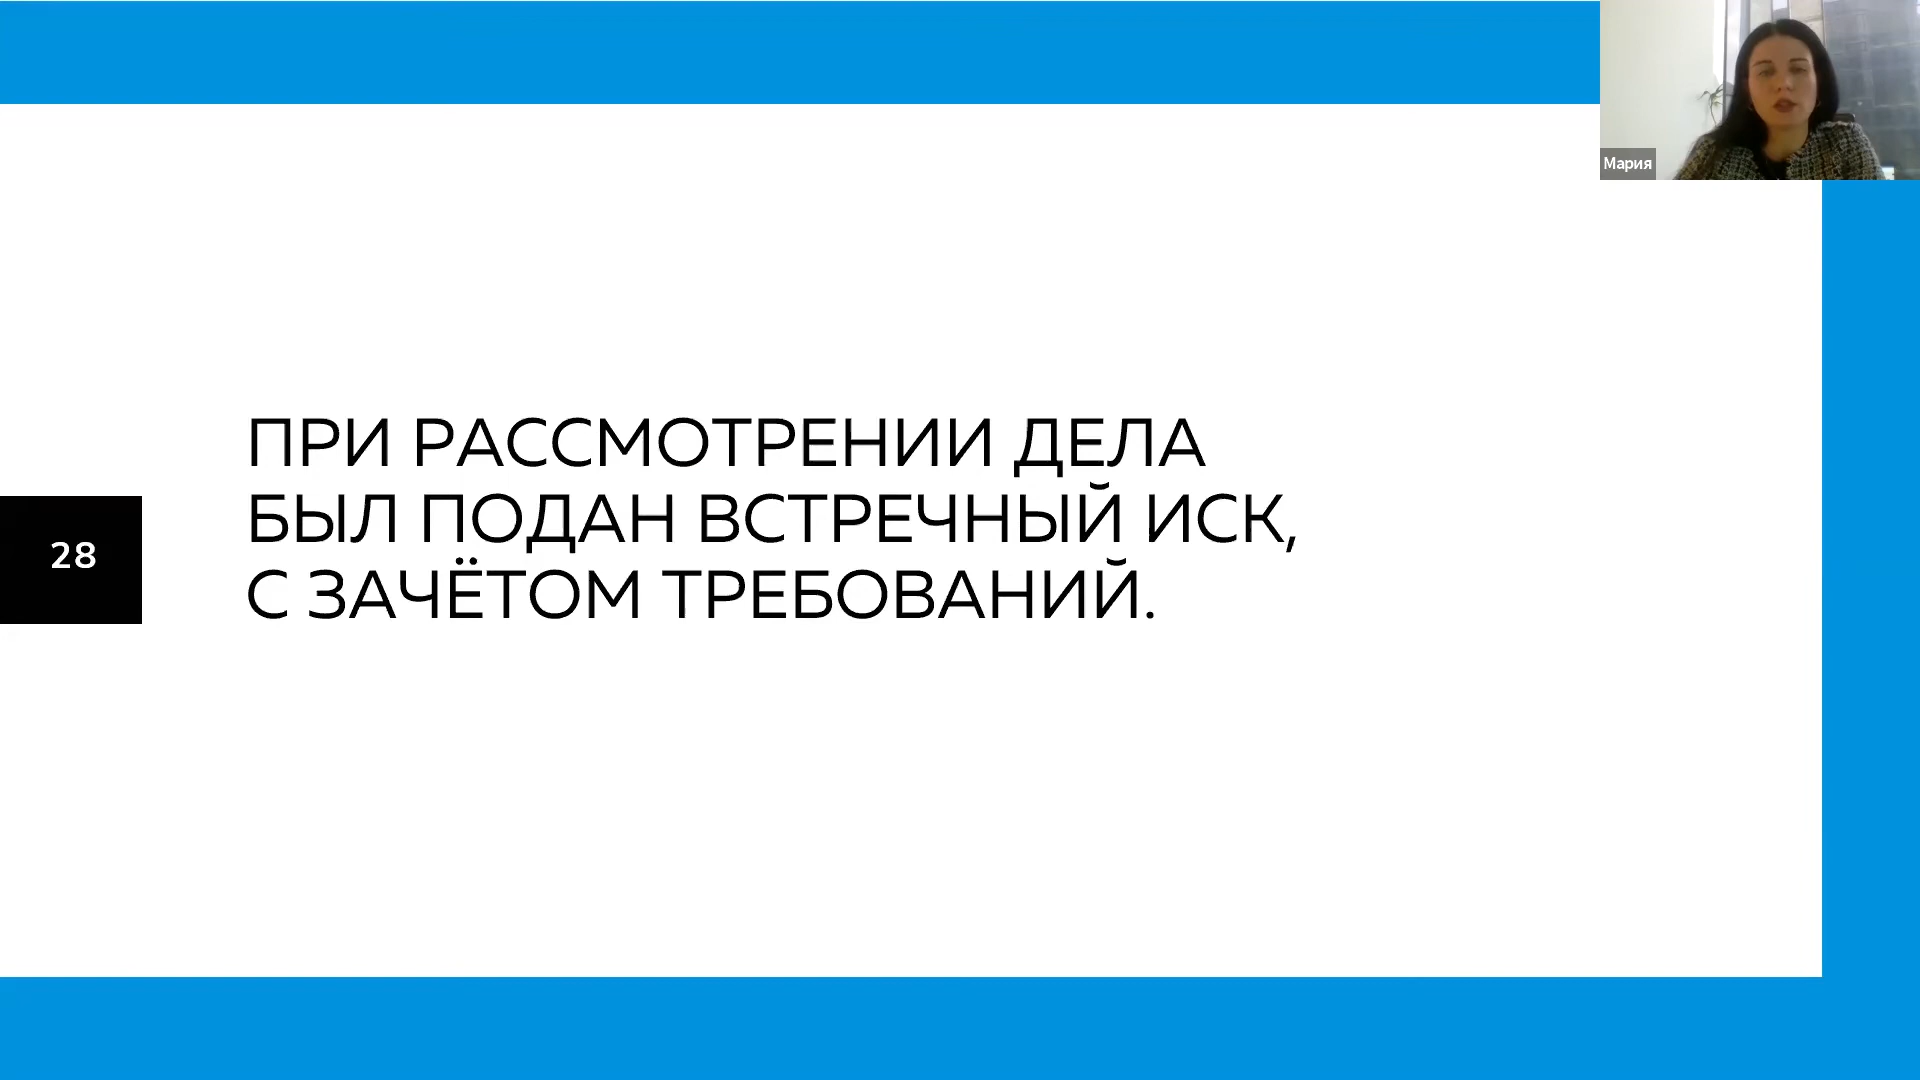 Мария
ПРИ РАССМОТРЕНИИ ДЕЛА
БЫЛ ПОДАН ВСТРЕЧНЫЙ ИСК,
С ЗАЧЁТОМ ТРЕБОВАНИЙ.
28